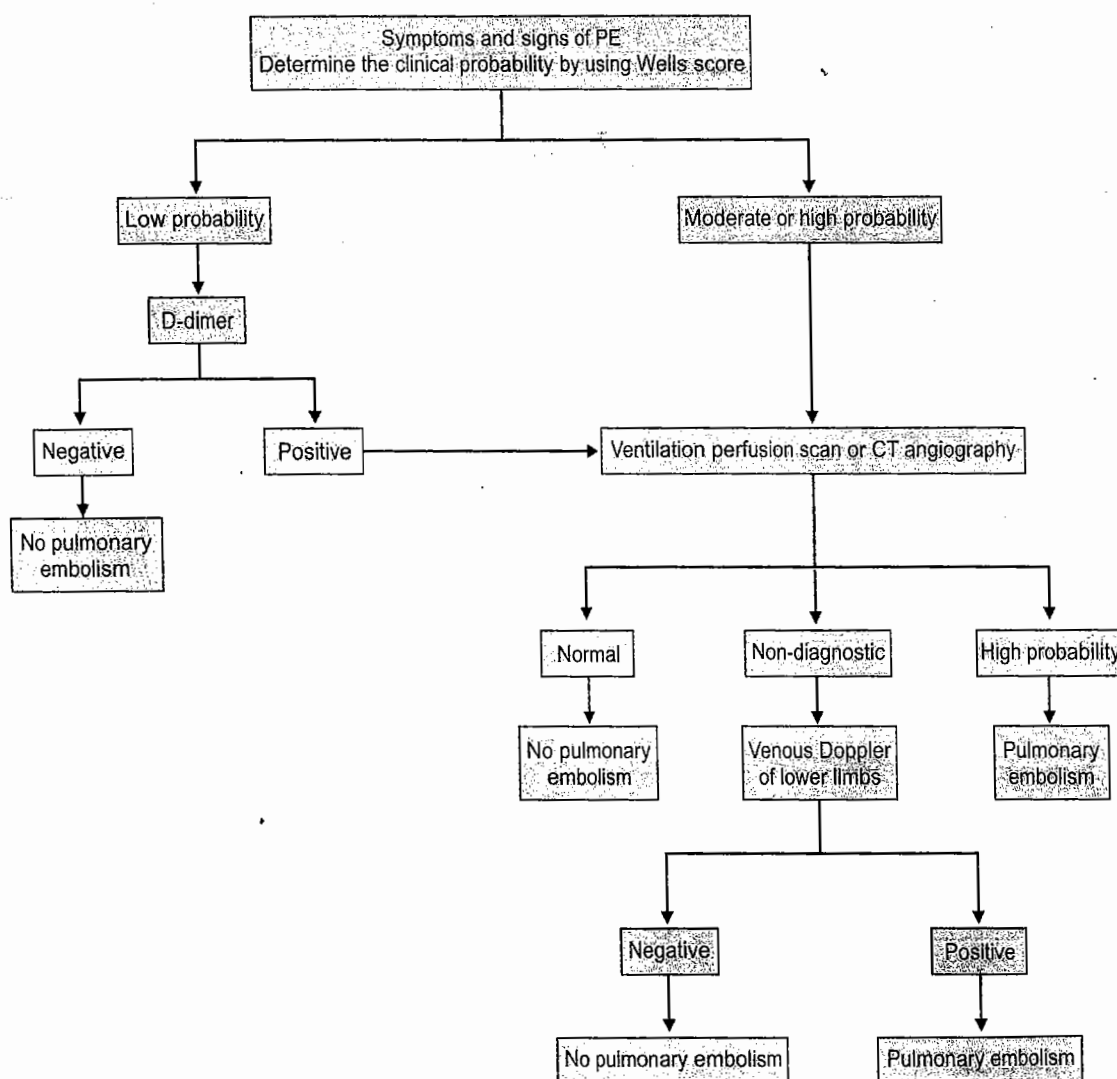 Symptoms and signs of PE
Determine the clinical probability by using Wells score
Low probability
Moderate or high probability
D-dimer
Negative
Positive
Ventilation perfusion scan or CT angiography
No pulmonary
embolism
Normal
Non-diagnostic
High probability
No pulmonary
embolism
Venous Doppler
of lower limbs
Pulmonary
embolism
Negative
Positive
No pulmonary embolism
Pulmonary embolism